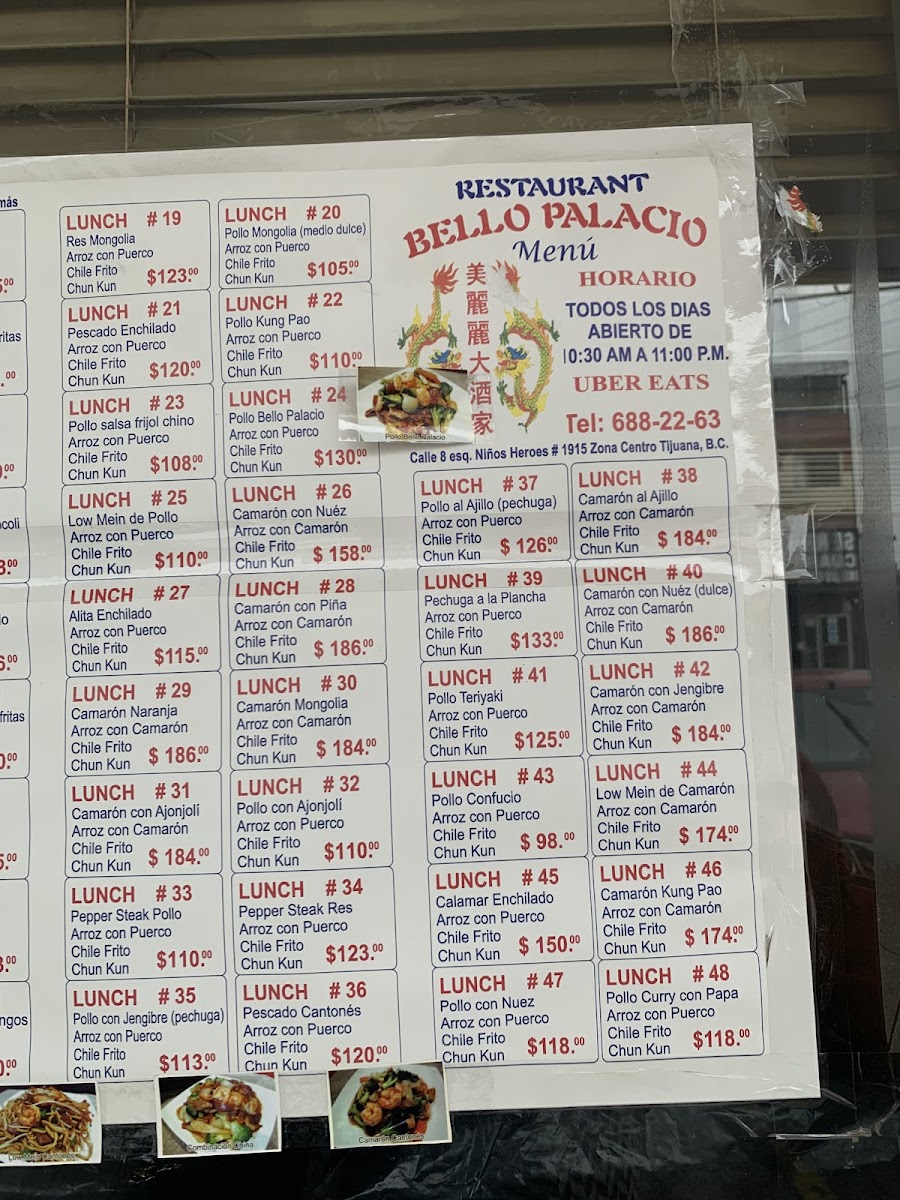 más
ritas
coli
fritas
ngos
LUNCH # 19
Res Mongolia
Arroz con Puerco
Chile Frito
Chun Kun $123.00
LUNCH # 20
Pollo Mongolia (medio dulce)
Arroz con Puerco
Chile Frito
Chun Kun $105.00
LUNCH # 21
Pescado Enchilado
Arroz con Puerco
Chile Frito
Chun Kun $120.00
LUNCH # 22
Pollo Kung Pao
Arroz con Puerco
Chile Frito
Chun Kun $110.00
LUNCH # 23
Pollo salsa frijol chino
Arroz con Puerco
Chile Frito
Chun Kun $108.00
LUNCH # 24
Pollo Bello Palacio
Arroz con Puerco
Chile Frito
Chun Kun $130.00
LUNCH # 25
Low Mein de Pollo
Arroz con Puerco
Chile Frito
Chun Kun $110.00
LUNCH # 26
Camarón con Nuéz
Arroz con Camarón
Chile Frito
Chun Kun $ 158.00
LUNCH # 27
Alita Enchilado
Arroz con Puerco
Chile Frito
Chun Kun $115.00
LUNCH # 28
Camarón con Piña
Arroz con Camarón
Chile Frito
Chun Kun $ 186.00
LUNCH # 29
Camarón Naranja
Arroz con Camarón
Chile Frito
Chun Kun $ 186.00
LUNCH # 30
Camarón Mongolia
Arroz con Camarón
Chile Frito
Chun Kun $ 184.00
LUNCH # 31
Camarón con Ajonjolí
Arroz con Camarón
Chile Frito
Chun Kun $ 184.00
LUNCH # 32
Pollo con Ajonjolí
Arroz con Puerco
Chile Frito
Chun Kun $110.00
LUNCH # 33
Pepper Steak Pollo
Arroz con Puerco
Chile Frito
Chun Kun $110.00
LUNCH # 34
Pepper Steak Res
Arroz con Puerco
Chile Frito
Chun Kun $123.00
LUNCH # 35
Pollo con Jengibre (pechuga)
Arroz con Puerco
Chile Frito
Chun Kun $113.00
LUNCH # 36
Pescado Cantonés
Arroz con Puerco
Chile Frito
Chun Kun $120.00
RESTAURANT
BELLO PALACIO
Menú
美麗麗大酒家
HORARIO
TODOS LOS DIAS
ABIERTO DE
10:30 AM A 11:00 P.M.
UBER EATS
Tel: 688-22-63
Calle 8 esq. Niños Heroes # 1915 Zona Centro Tijuana, B.C.
LUNCH # 37
Pollo al Ajillo (pechuga)
Arroz con Puerco
Chile Frito
Chun Kun $ 126.00
LUNCH # 38
Camarón al Ajillo
Arroz con Camarón
Chile Frito
Chun Kun $ 184.00
LUNCH # 39
Pechuga a la Plancha
Arroz con Puerco
Chile Frito
Chun Kun $133.00
LUNCH # 40
Camarón con Nuéz (dulce)
Arroz con Camarón
Chile Frito
Chun Kun $ 186.00
LUNCH # 41
Pollo Teriyaki
Arroz con Puerco
Chile Frito
Chun Kun $125.00
LUNCH # 42
Camarón con Jengibre
Arroz con Camarón
Chile Frito
Chun Kun $ 184.00
LUNCH # 43
Pollo Confucio
Arroz con Puerco
Chile Frito
Chun Kun $ 98.00
LUNCH # 44
Low Mein de Camarón
Arroz con Camarón
Chile Frito
Chun Kun $ 174.00
LUNCH # 45
Calamar Enchilado
Arroz con Puerco
Chile Frito
Chun Kun $ 150.00
LUNCH # 46
Camarón Kung Pao
Arroz con Camarón
Chile Frito
Chun Kun $ 174.00
LUNCH # 47
Pollo con Nuez
Arroz con Puerco
Chile Frito
Chun Kun $118.00
LUNCH # 48
Pollo Curry con Papa
Arroz con Puerco
Chile Frito
Chun Kun $118.00
Camarón Cantonés